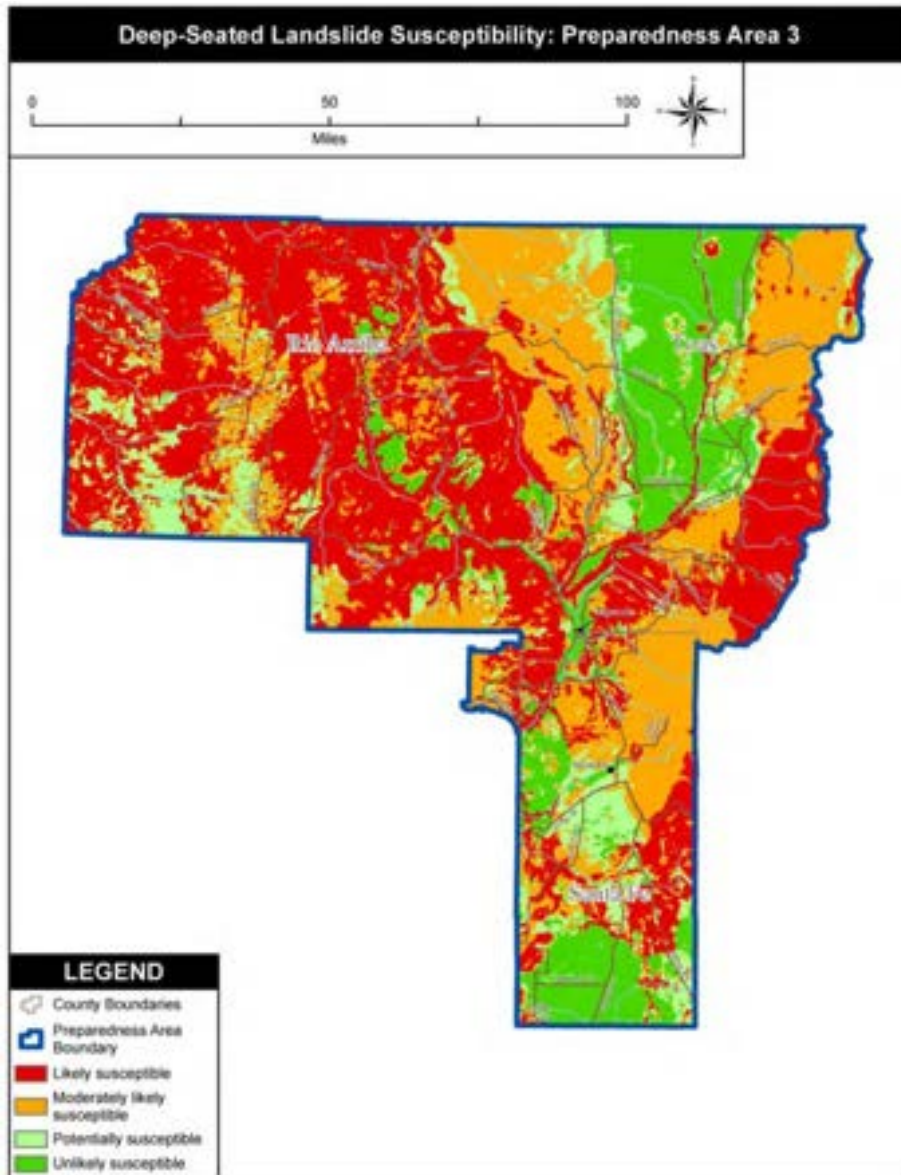 Deep-Seated Landslide Susceptibility: Preparedness Area 3
0 50 100
Miles
Rio Arriba
Taos
Santa Fe
LEGEND
County Boundaries
Preparedness Area
Boundary
Likely susceptible
Moderately likely
susceptible
Potentially susceptible
Unlikely susceptible